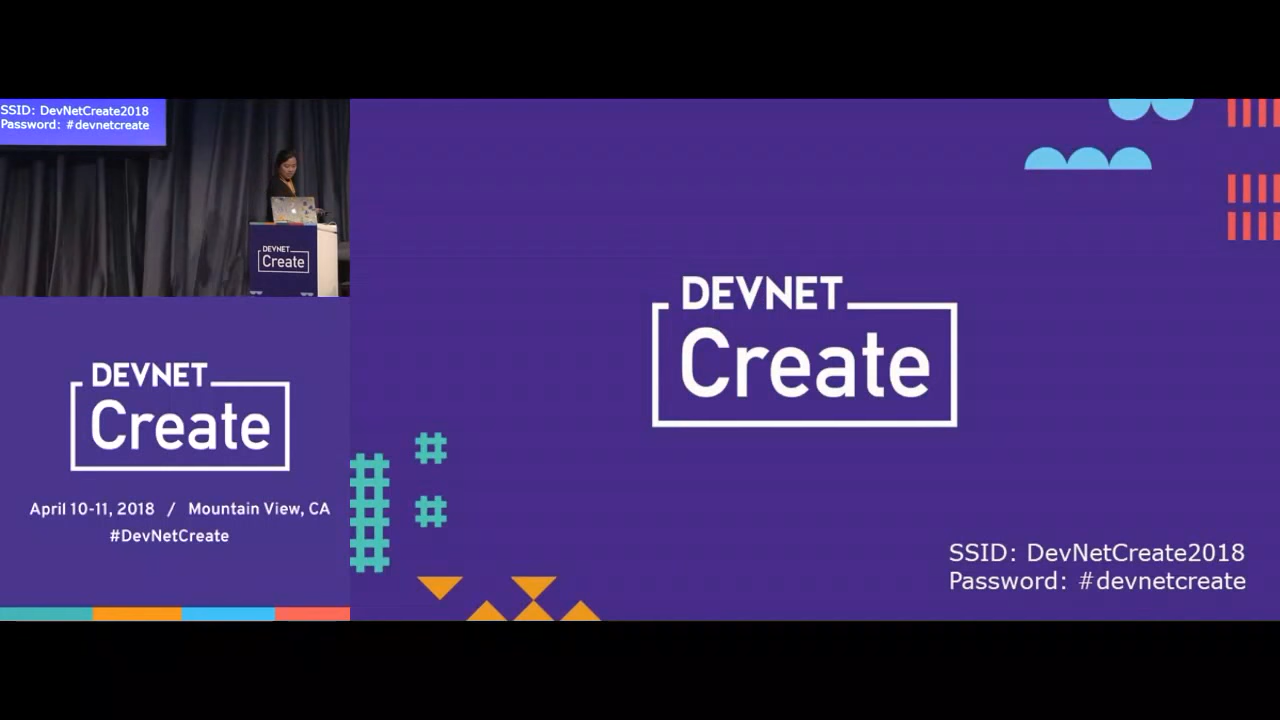 SSID: DevNetCreate2018
Password: #devnetcreate
DEVNET
Create
DEVNET
Create
April 10-11, 2018 / Mountain View, CA
#DevNetCreate
DEVNET
Create
SSID: DevNetCreate2018
Password: #devnetcreate